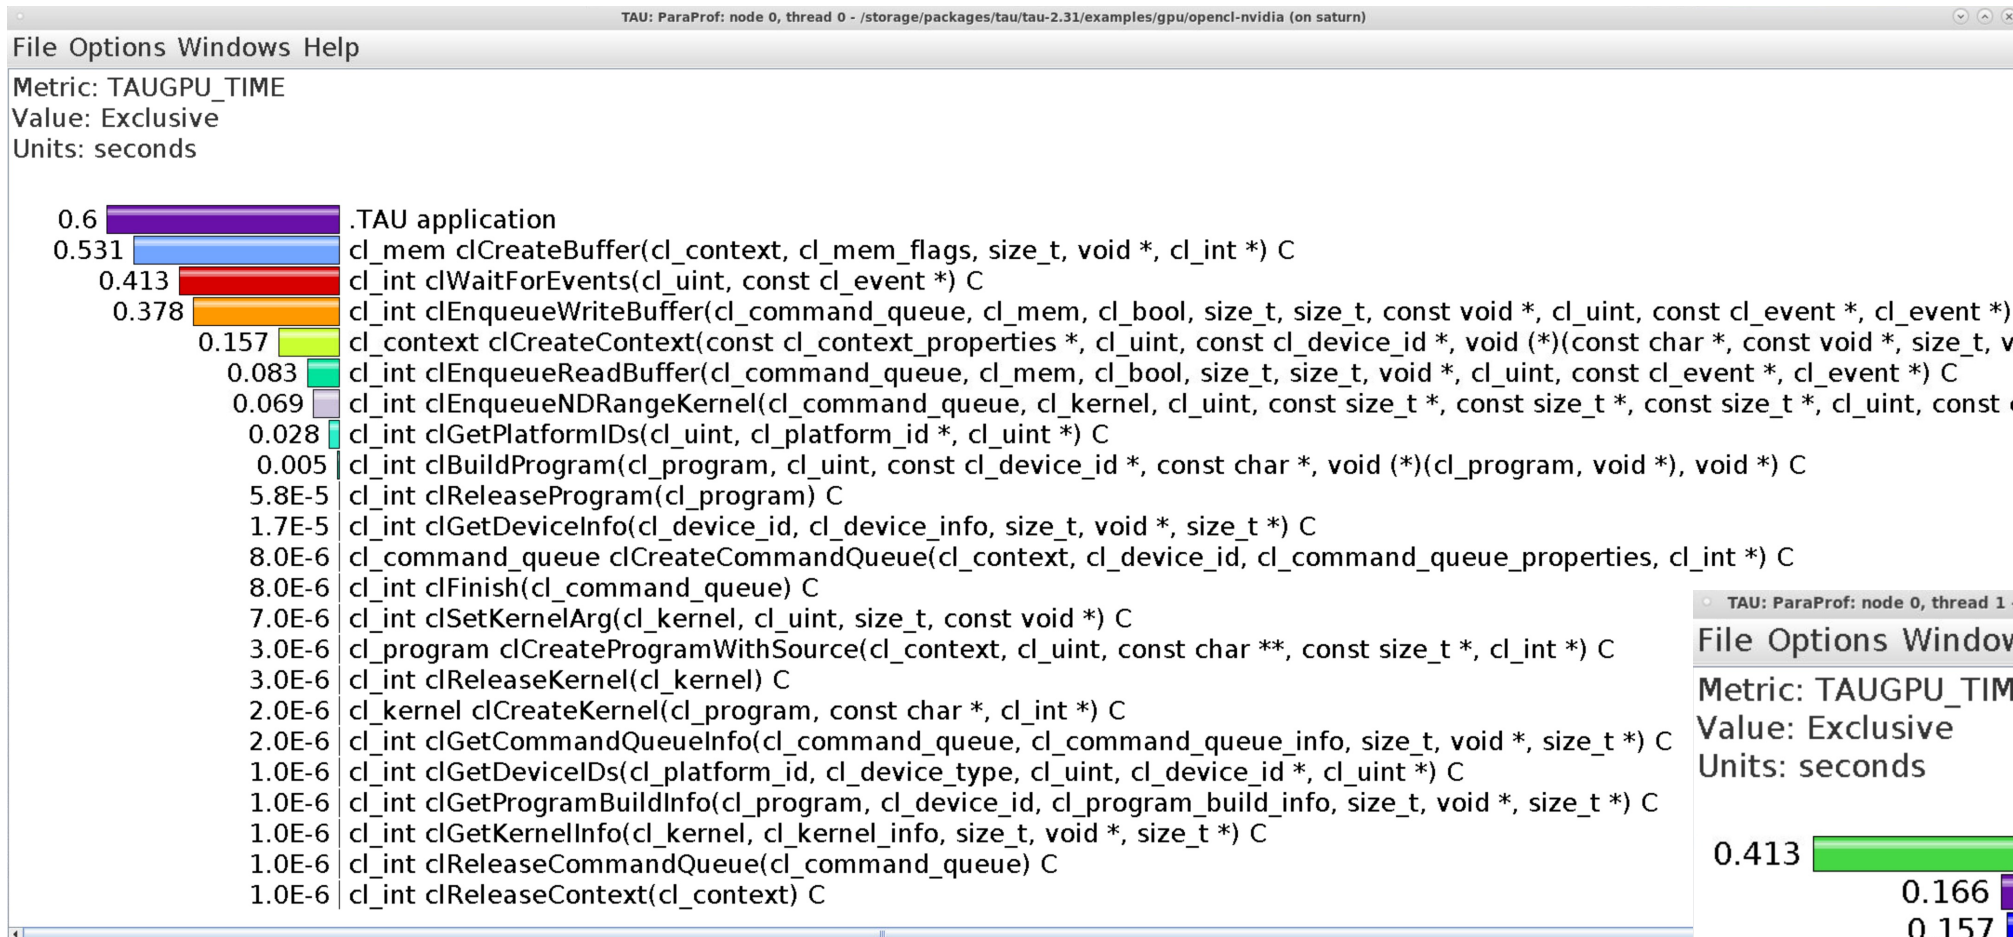 TAU: ParaProf: node 0, thread 0 - /storage/packages/tau/tau-2.31/examples/gpu/opencl-nvidia (on saturn)
File Options Windows Help
Metric: TAUGPU_TIME
Value: Exclusive
Units: seconds
0.6 .TAU application
0.531 cl_mem clCreateBuffer(cl_context, cl_mem_flags, size_t, void *, cl_int *) C
0.413 cl_int clWaitForEvents(cl_uint, const cl_event *) C
0.378 cl_int clEnqueueWriteBuffer(cl_command_queue, cl_mem, cl_bool, size_t, size_t, const void *, cl_uint, const cl_event *, cl_event *)
0.157 cl_context clCreateContext(const cl_context_properties *, cl_uint, const cl_device_id *, void (*)(const char *, const void *, size_t, v
0.083 cl_int clEnqueueReadBuffer(cl_command_queue, cl_mem, cl_bool, size_t, size_t, void *, cl_uint, const cl_event *, cl_event *) C
0.069 cl_int clEnqueueNDRangeKernel(cl_command_queue, cl_kernel, cl_uint, const size_t *, const size_t *, const size_t *, cl_uint, const
0.028 cl_int clGetPlatformIDs(cl_uint, cl_platform_id *, cl_uint *) C
0.005 cl_int clBuildProgram(cl_program, cl_uint, const cl_device_id *, const char *, void (*)(cl_program, void *), void *) C
5.8E-5 cl_int clReleaseProgram(cl_program) C
1.7E-5 cl_int clGetDeviceInfo(cl_device_id, cl_device_info, size_t, void *, size_t *) C
8.0E-6 cl_command_queue clCreateCommandQueue(cl_context, cl_device_id, cl_command_queue_properties, cl_int *) C
8.0E-6 cl_int clFinish(cl_command_queue) C
7.0E-6 cl_int clSetKernelArg(cl_kernel, cl_uint, size_t, const void *) C
3.0E-6 cl_program clCreateProgramWithSource(cl_context, cl_uint, const char **, const size_t *, cl_int *) C
3.0E-6 cl_int clReleaseKernel(cl_kernel) C
2.0E-6 cl_kernel clCreateKernel(cl_program, const char *, cl_int *) C
2.0E-6 cl_int clGetCommandQueueInfo(cl_command_queue, cl_command_queue_info, size_t, void *, size_t *) C
1.0E-6 cl_int clGetDeviceIDs(cl_platform_id, cl_device_type, cl_uint, cl_device_id *, cl_uint *) C
1.0E-6 cl_int clGetProgramBuildInfo(cl_program, cl_device_id, cl_program_build_info, size_t, void *, size_t *) C
1.0E-6 cl_int clGetKernelInfo(cl_kernel, cl_kernel_info, size_t, void *, size_t *) C
1.0E-6 cl_int clReleaseCommandQueue(cl_command_queue) C
1.0E-6 cl_int clReleaseContext(cl_context) C
TAU: ParaProf: node 0, thread 1 -
File Options Window
Metric: TAUGPU_TIM
Value: Exclusive
Units: seconds
0.413
0.166
0.157